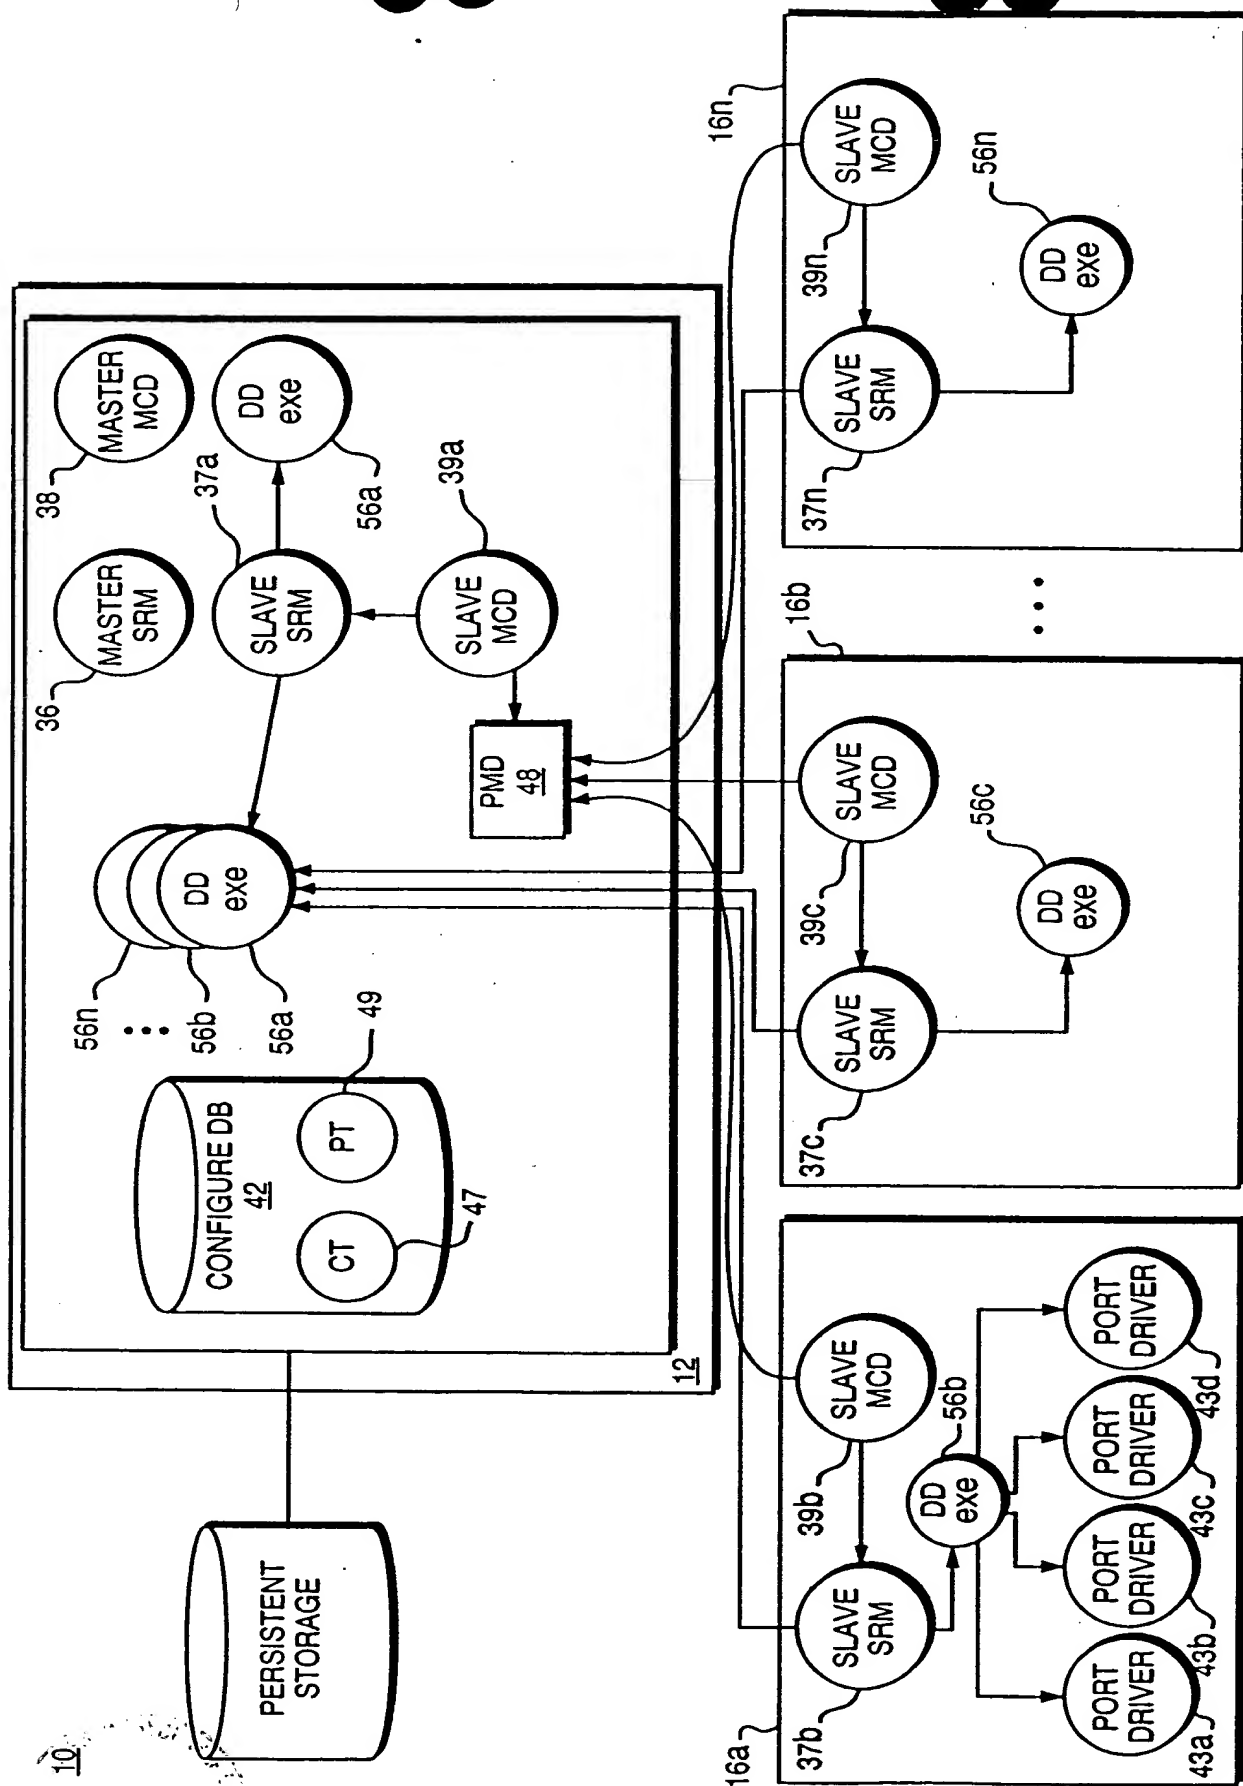 10
PERSISTENT
STORAGE
12
CONFIGURE DB
42
CT
PT
47
49
56n
56b
56a
DD
exe
36
MASTER
SRM
38
MASTER
MCD
SLAVE
SRM
37a
DD
exe
56a
SLAVE
MCD
39a
PMD
48
16a
37b
SLAVE
SRM
39b
SLAVE
MCD
DD
exe
56b
PORT
DRIVER
43a
PORT
DRIVER
43b
PORT
DRIVER
43c
PORT
DRIVER
43d
16b
37c
SLAVE
SRM
39c
SLAVE
MCD
DD
exe
56c
16n
37n
SLAVE
SRM
39n
SLAVE
MCD
DD
exe
56n